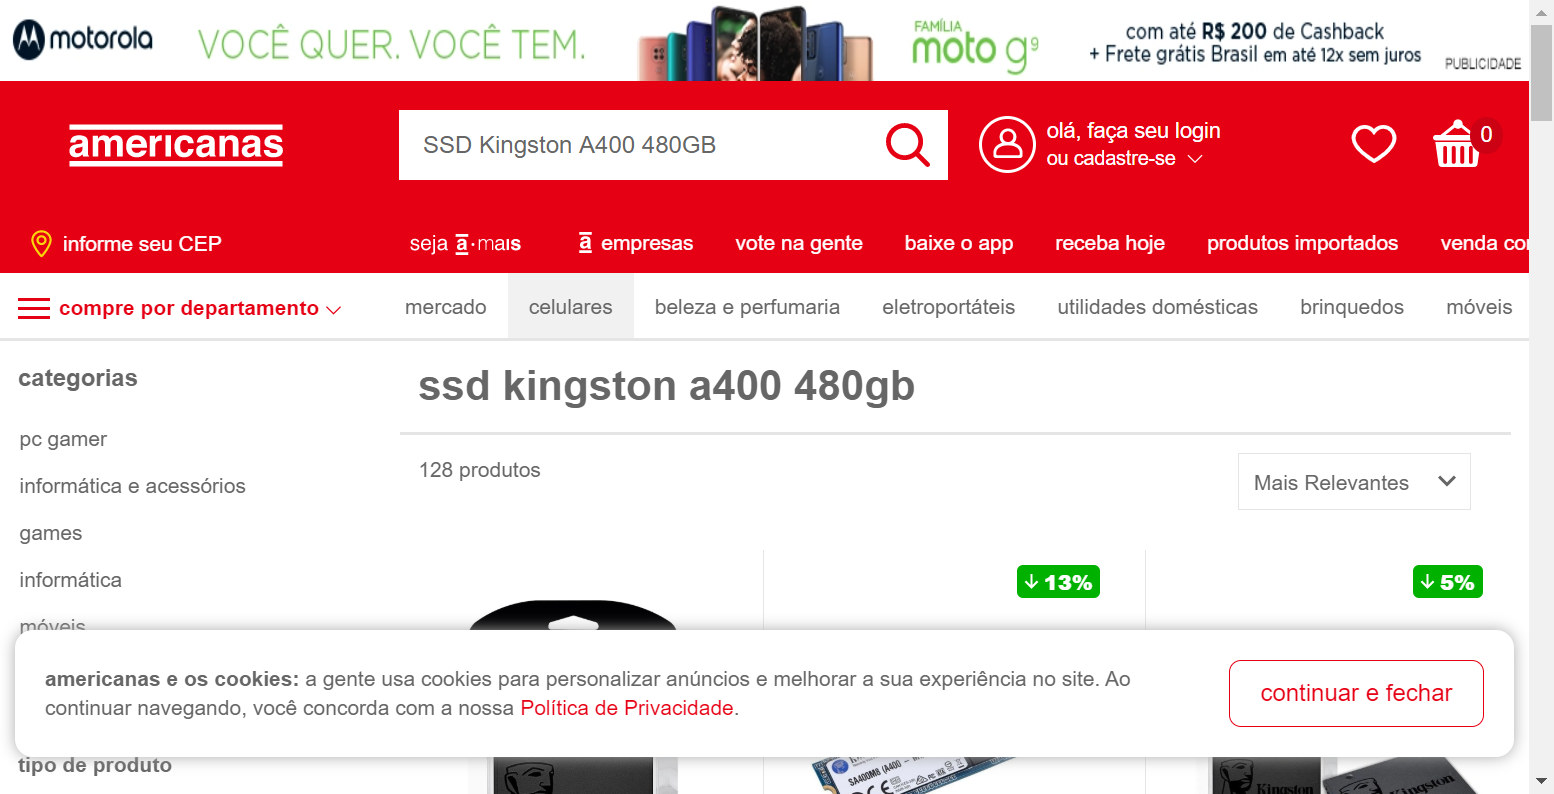 motorola
VOCÊ QUER. VOCÊ TEM.
FAMÍLIA
moto g⁹
com até R$ 200 de Cashback
+ Frete grátis Brasil em até 12x sem juros
PUBLICIDADE
americanas
SSD Kingston A400 480GB
olá, faça seu login
ou cadastre-se
0
informe seu CEP
seja a·mais
a empresas
vote na gente
baixe o app
receba hoje
produtos importados
venda co
compre por departamento
mercado
celulares
beleza e perfumaria
eletroportáteis
utilidades domésticas
brinquedos
móveis
categorias
ssd kingston a400 480gb
pc gamer
128 produtos
Mais Relevantes
informática e acessórios
games
informática
móveis
13%
5%
americanas e os cookies: a gente usa cookies para personalizar anúncios e melhorar a sua experiência no site. Ao
continuar navegando, você concorda com a nossa Política de Privacidade.
continuar e fechar
tipo de produto
SA400M8 (A400
Kingston
Kingston